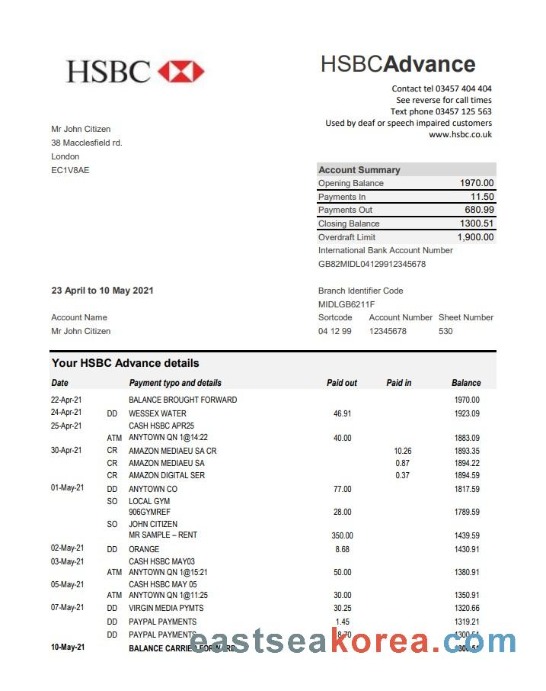 HSBC
HSBCAdvance
Contact tel 03457 404 404
See reverse for call times
Text phone 03457 125 563
Used by deaf or speech impaired customers
www.hsbc.co.uk
Mr John Citizen
38 Macclesfield rd.
London
EC1V8AE
Account Summary
Opening Balance 1970.00
Payments In 11.50
Payments Out 680.99
Closing Balance 1300.51
Overdraft Limit 1,900.00
International Bank Account Number
GB82MIDL04129912345678
23 April to 10 May 2021
Branch Identifier Code
MIDLGB6211F
Account Name
Mr John Citizen
Sortcode Account Number Sheet Number
04 12 99 12345678 530
Your HSBC Advance details
Date Payment typo and details Paid out Paid in Balance
22-Apr-21 BALANCE BROUGHT FORWARD 1970.00
24-Apr-21 DD WESSEX WATER 46.91 1923.09
25-Apr-21 CASH HSBC APR25
ATM ANYTOWN QN 1@14:22 40.00 1883.09
30-Apr-21 CR AMAZON MEDIAEU SA CR 10.26 1893.35
CR AMAZON MEDIAEU SA 0.87 1894.22
CR AMAZON DIGITAL SER 0.37 1894.59
01-May-21 DD ANYTOWN CO 77.00 1817.59
SO LOCAL GYM
906GYMREF 28.00 1789.59
SO JOHN CITIZEN
MR SAMPLE – RENT 350.00 1439.59
02-May-21 DD ORANGE 8.68 1430.91
03-May-21 CASH HSBC MAY03
ATM ANYTOWN QN 1@15:21 50.00 1380.91
05-May-21 CASH HSBC MAY 05
ATM ANYTOWN QN 1@11:25 30.00 1350.91
07-May-21 DD VIRGIN MEDIA PYMTS 30.25 1320.66
DD PAYPAL PAYMENTS 1.45 1319.21
DD PAYPAL PAYMENTS
10-May-21 BALANCE CARRIED FORWARD
eastseakorea.com